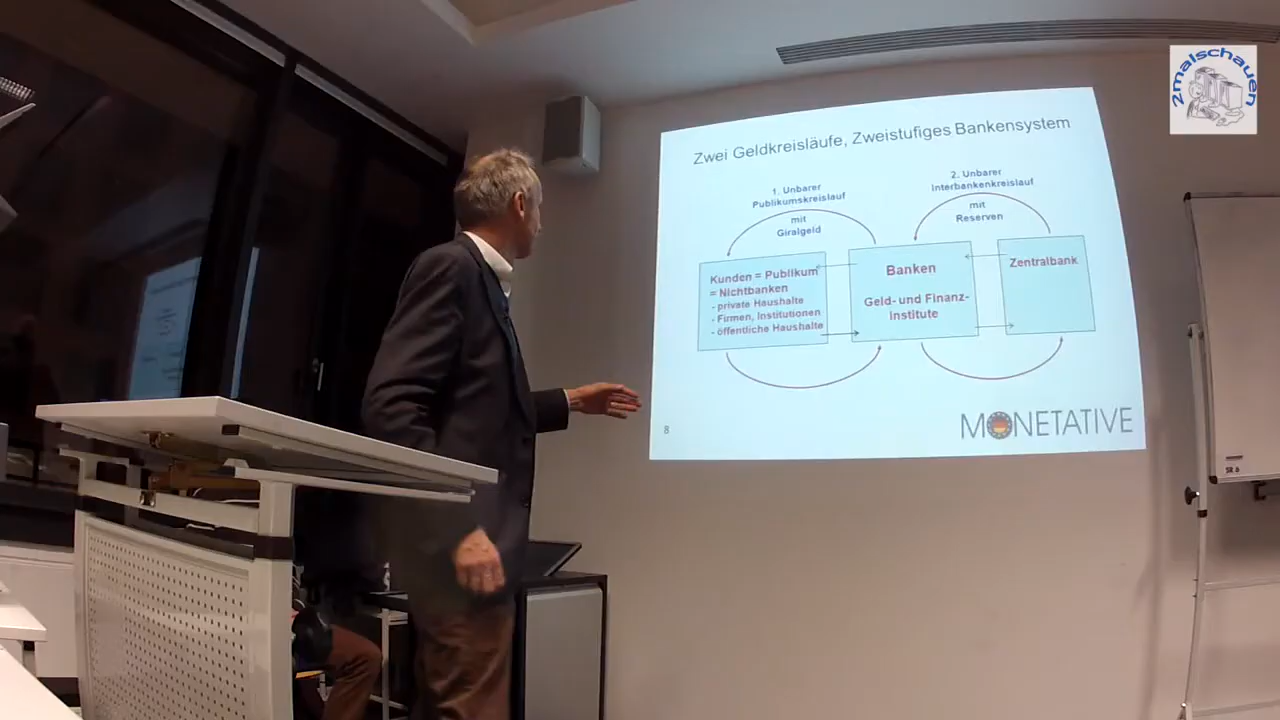 2malschauen
Zwei Geldkreisläufe, Zweistufiges Bankensystem
1. Unbarer
Publikumskreislauf
mit
Giralgeld
2. Unbarer
Interbankenkreislauf
mit
Reserven
Kunden = Publikum
= Nichtbanken
- private Haushalte
- Firmen, Institutionen
- öffentliche Haushalte
Banken
Geld- und Finanz-
institute
Zentralbank
8
MONETATIVE